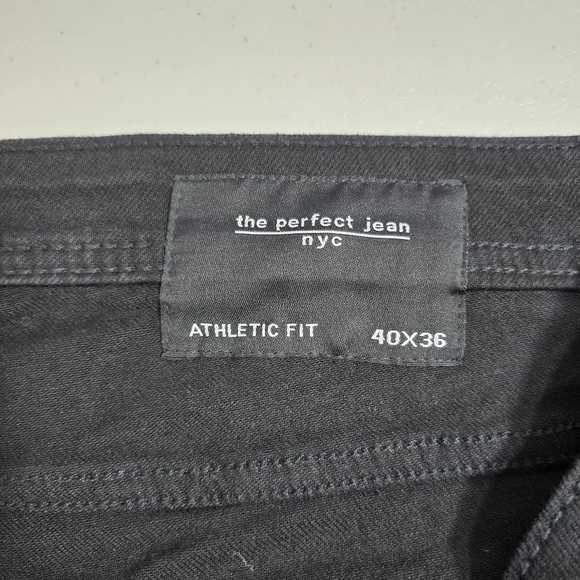 the perfect jean
nyc
ATHLETIC FIT 40X36